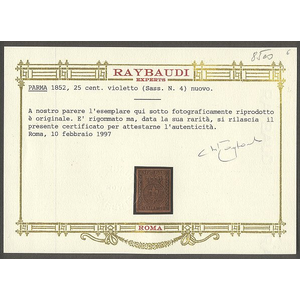 8500
RAYBAUDI
EXPERTS
PARMA 1852, 25 cent. violetto (Sass. N. 4) nuovo.
A nostro parere l'esemplare qui sotto fotograficamente riprodotto
è originale. E' rigommato ma, data la sua rarità, si rilascia il
presente certificato per attestarne l'autenticità.
Roma, 10 febbraio 1997
ROMA